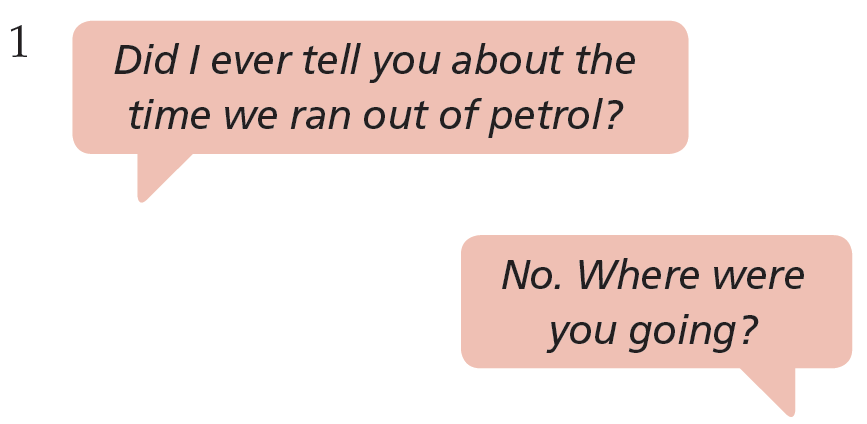 1
Did I ever tell you about the
time we ran out of petrol?
No. Where were
you going?